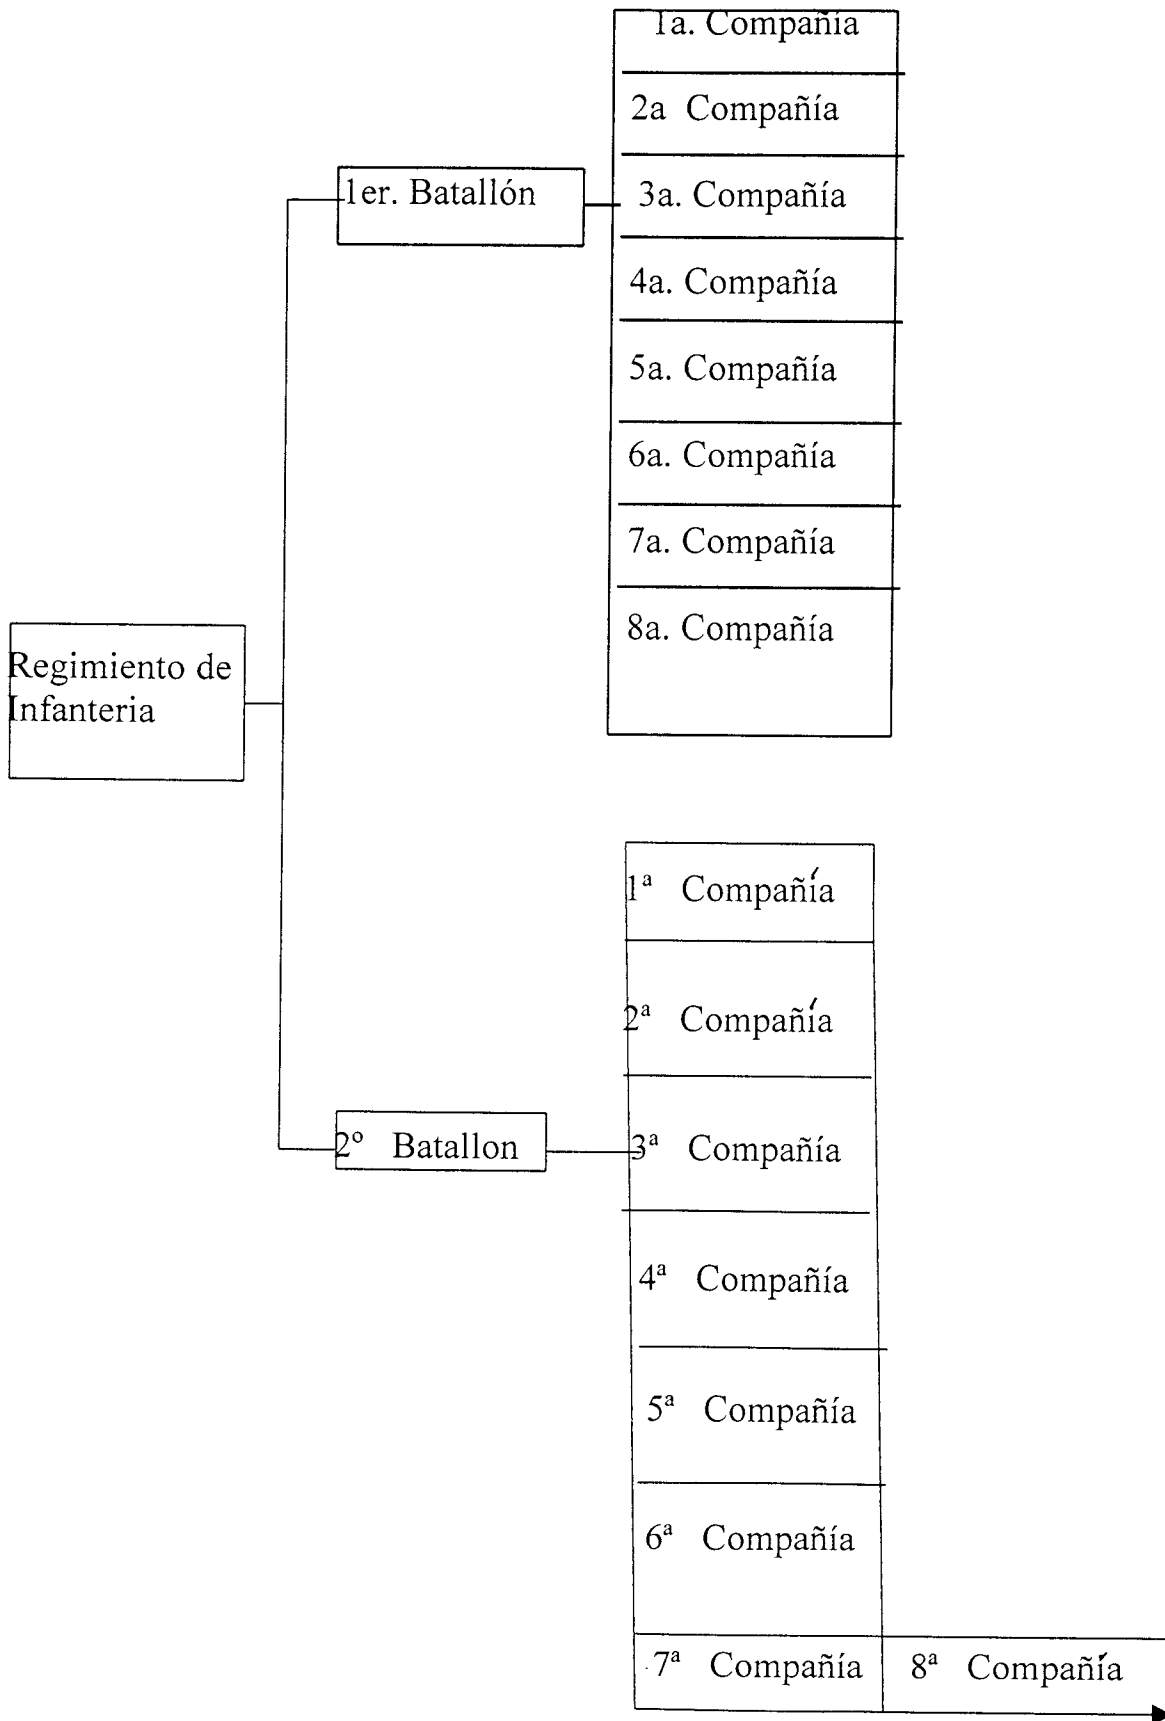 1a. Compañía
2a Compañía
1er. Batallón
3a. Compañía
4a. Compañía
5a. Compañía
6a. Compañía
7a. Compañía
8a. Compañía
Regimiento de
Infanteria
1ª Compañía
2ª Compañía
2º Batallon
3ª Compañía
4ª Compañía
5ª Compañía
6ª Compañía
7ª Compañía
8ª Compañía